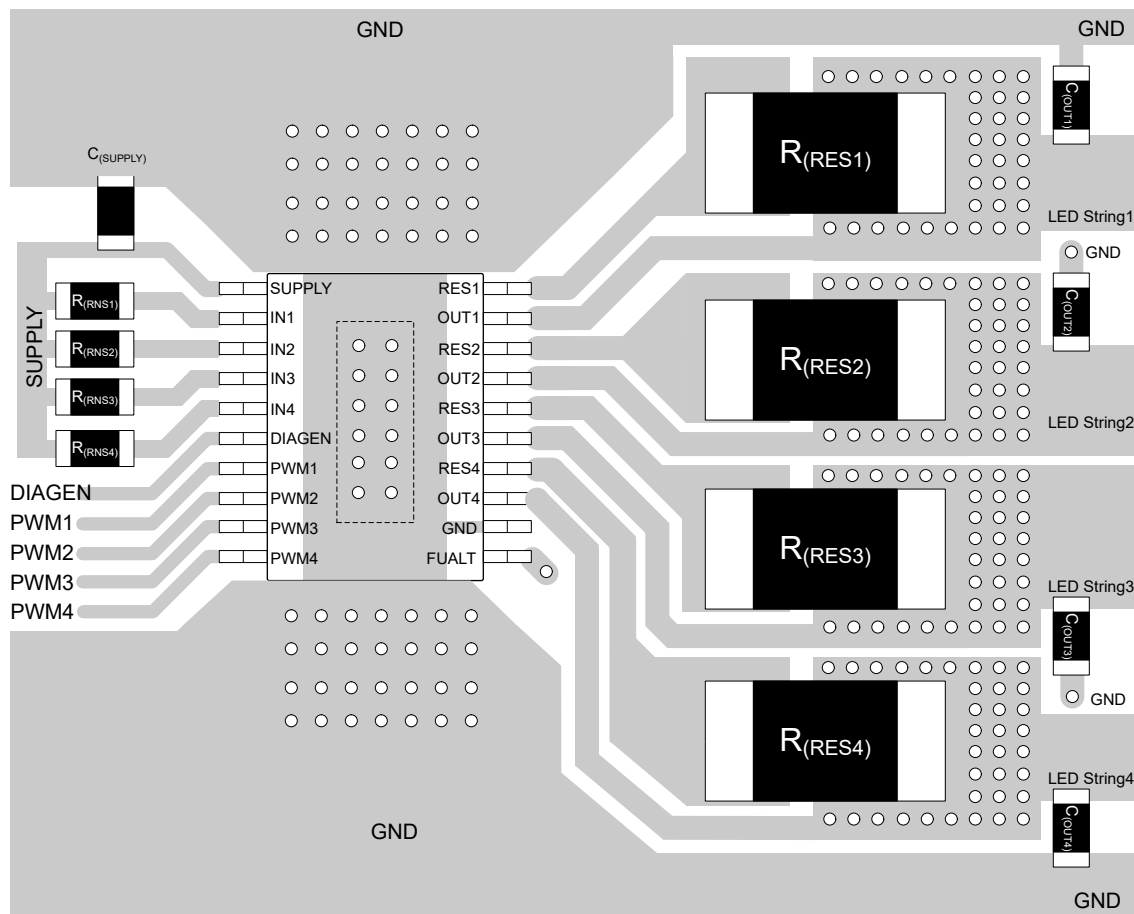 GND
GND
C(SUPPLY)
C(OUT1)
R(RES1)
LED String1
GND
SUPPLY
R(RNS1)
R(RNS2)
R(RNS3)
R(RNS4)
SUPPLY
IN1
IN2
IN3
IN4
DIAGEN
PWM1
PWM2
PWM3
PWM4
RES1
OUT1
RES2
OUT2
RES3
OUT3
RES4
OUT4
GND
FUALT
C(OUT2)
R(RES2)
LED String2
DIAGEN
PWM1
PWM2
PWM3
PWM4
R(RES3)
LED String3
C(OUT3)
GND
R(RES4)
LED String4
C(OUT4)
GND
GND